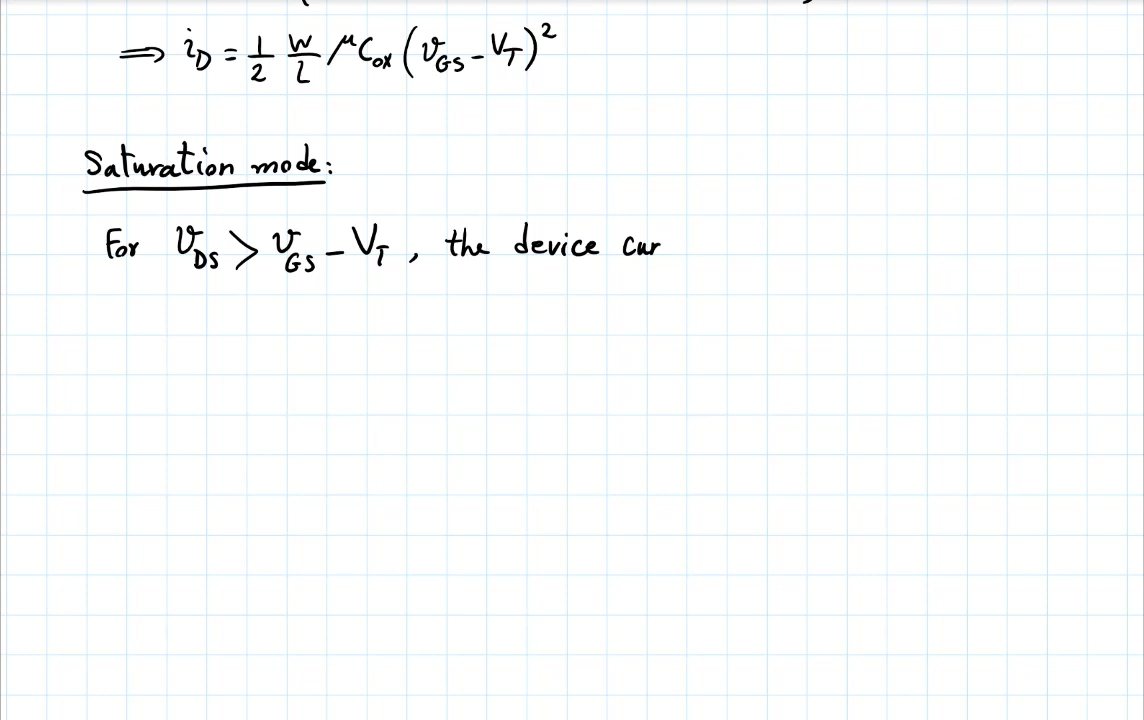 ⟹ i_D = 1/2 W/L μC_ox (v_GS - V_T)^2
Saturation mode:
For v_DS > v_GS - V_T, the device cur